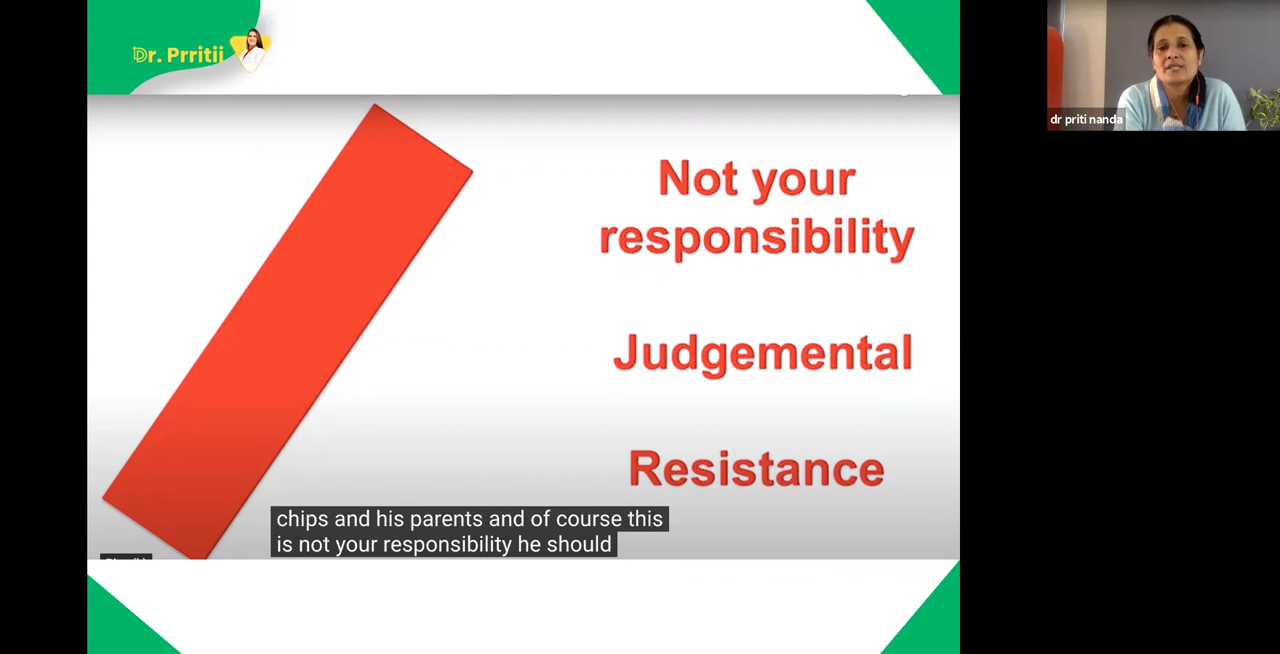 Dr. Prritii
dr priti nanda
Not your
responsibility
Judgemental
Resistance
chips and his parents and of course this
is not your responsibility he should